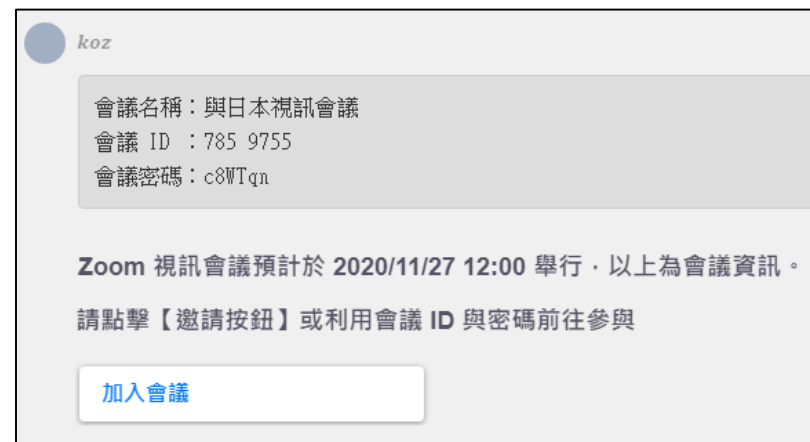 koz
會議名稱：與日本視訊會議
會議 ID ：785 9755
會議密碼：c8WTqn
Zoom 視訊會議預計於 2020/11/27 12:00 舉行，以上為會議資訊。
請點擊【邀請按鈕】或利用會議 ID 與密碼前往參與
加入會議